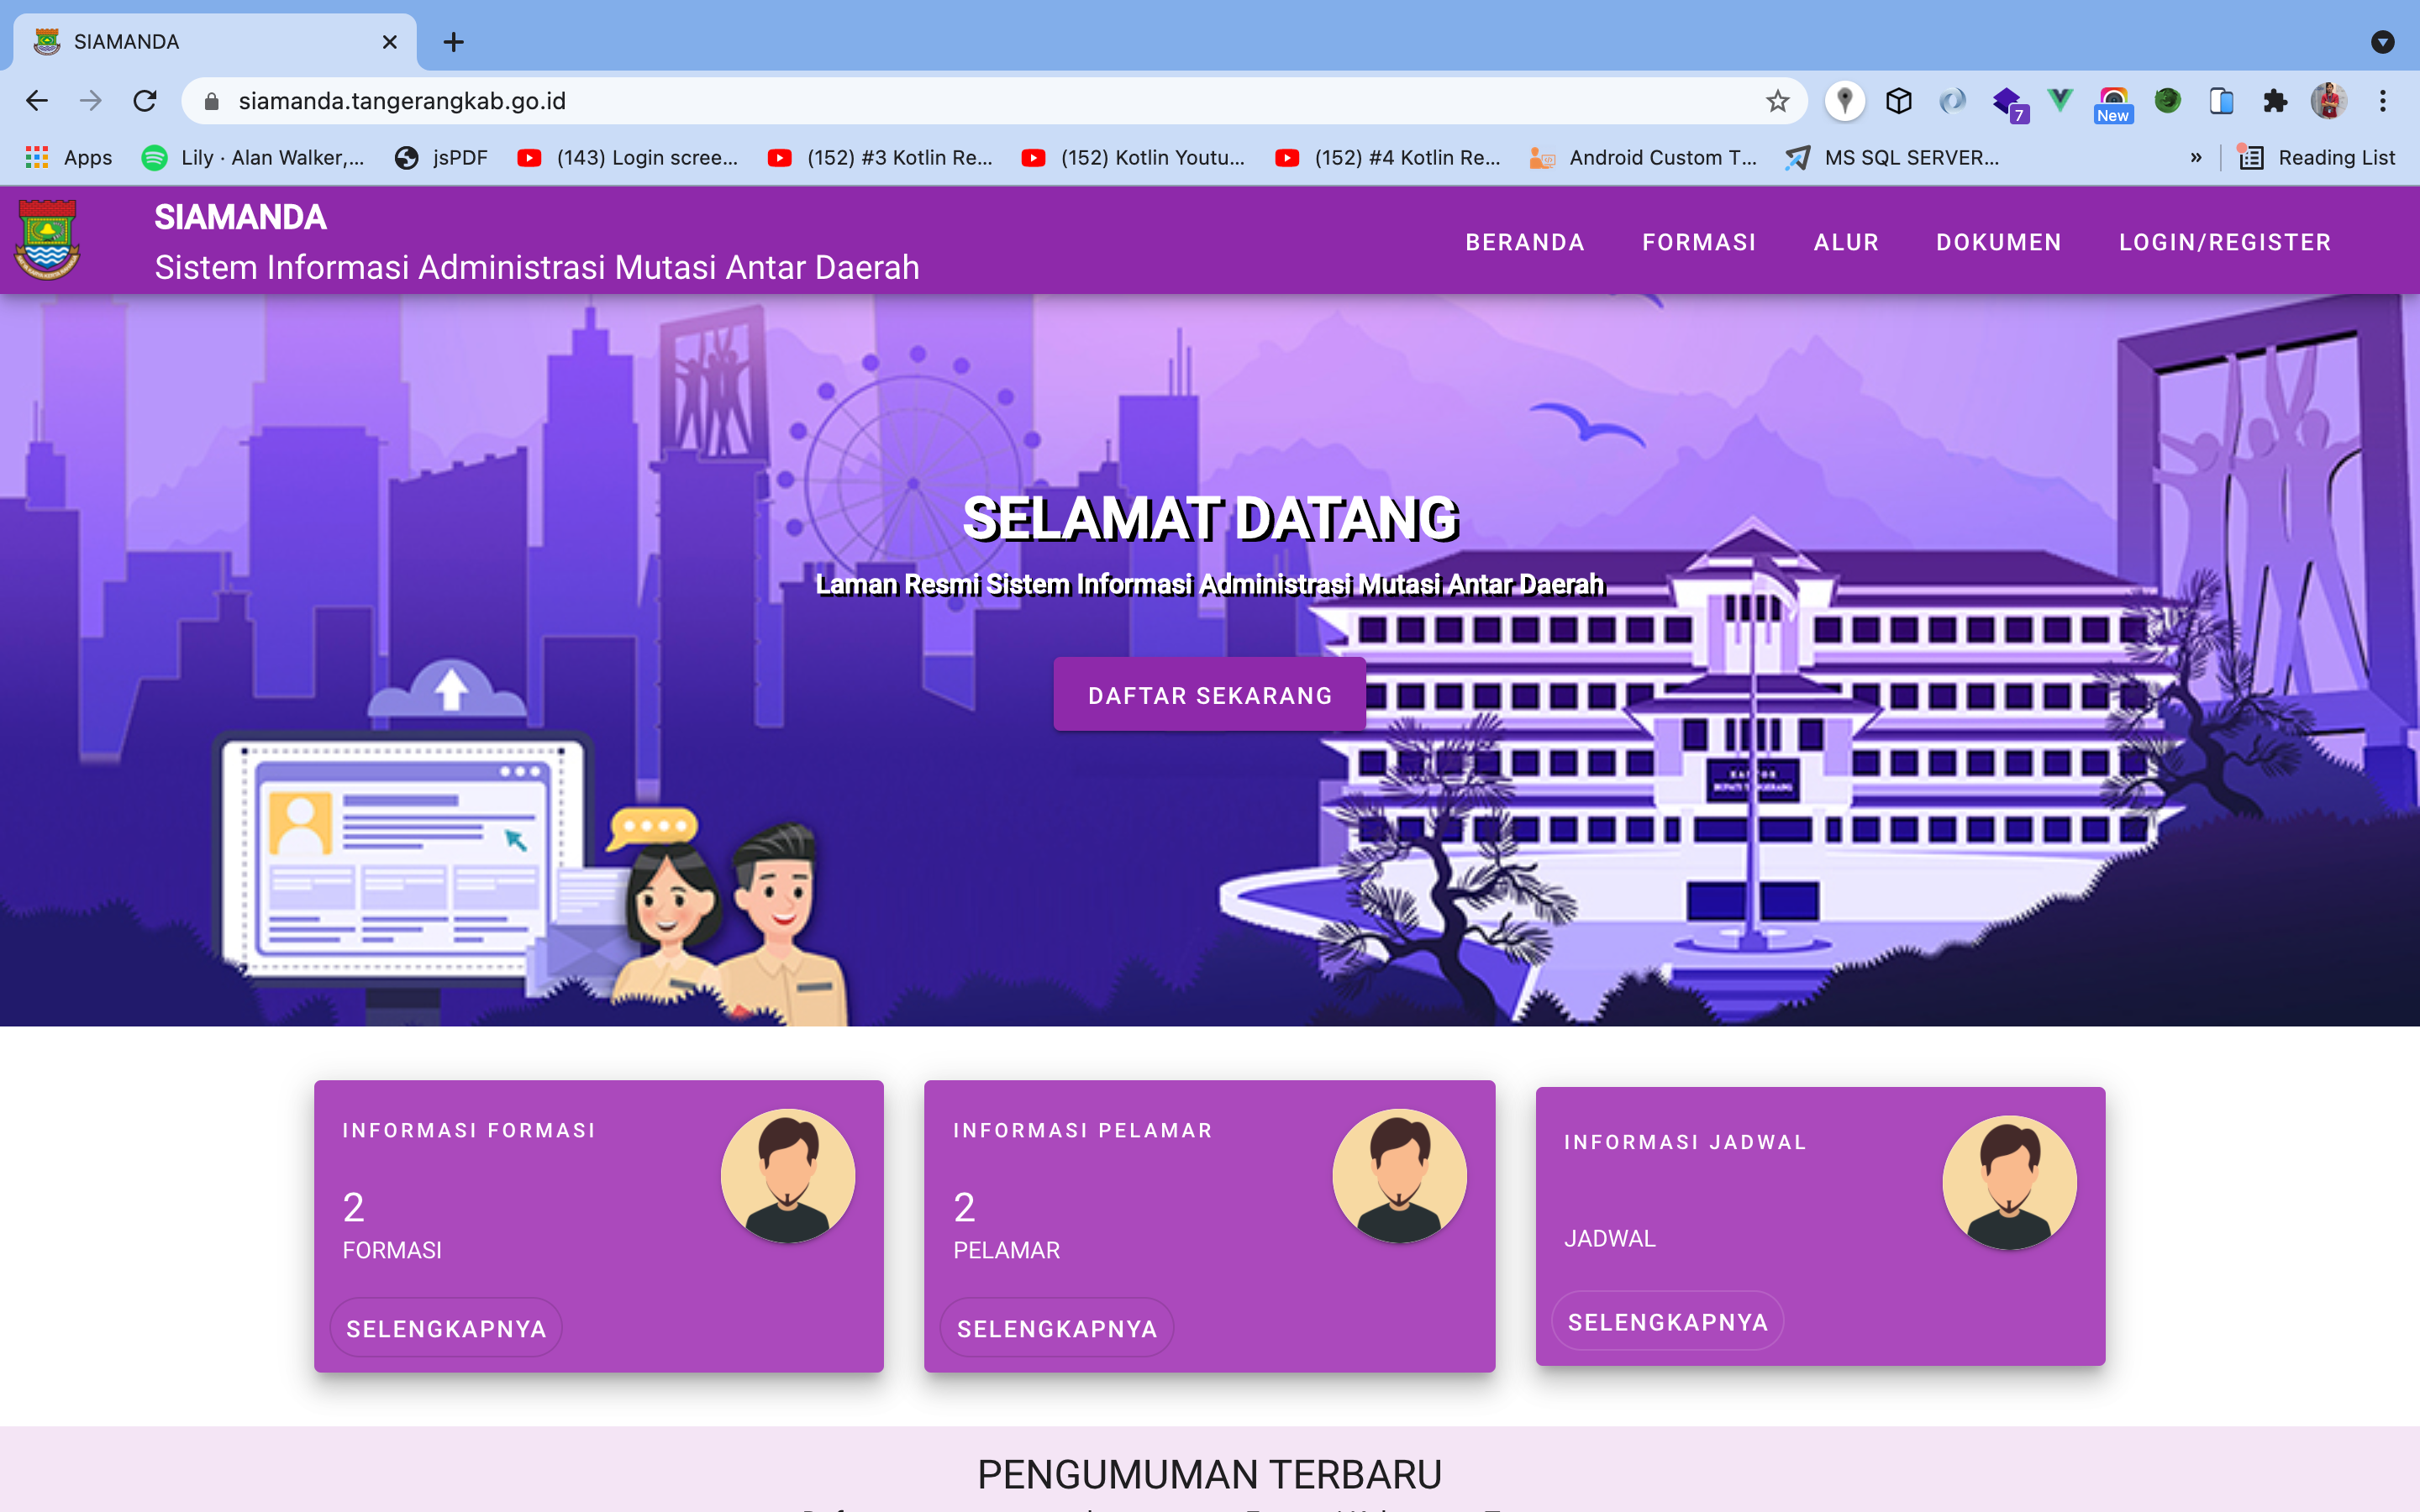 SIAMANDA
siamanda.tangerangkab.go.id
7
New
Apps
Lily · Alan Walker,...
jsPDF
(143) Login scree...
(152) #3 Kotlin Re...
(152) Kotlin Youtu...
(152) #4 Kotlin Re...
Android Custom T...
MS SQL SERVER...
»
Reading List
SIAMANDA
Sistem Informasi Administrasi Mutasi Antar Daerah
BERANDA
FORMASI
ALUR
DOKUMEN
LOGIN/REGISTER
SELAMAT DATANG
Laman Resmi Sistem Informasi Administrasi Mutasi Antar Daerah
DAFTAR SEKARANG
INFORMASI FORMASI
2
FORMASI
SELENGKAPNYA
INFORMASI PELAMAR
2
PELAMAR
SELENGKAPNYA
INFORMASI JADWAL
JADWAL
SELENGKAPNYA
PENGUMUMAN TERBARU